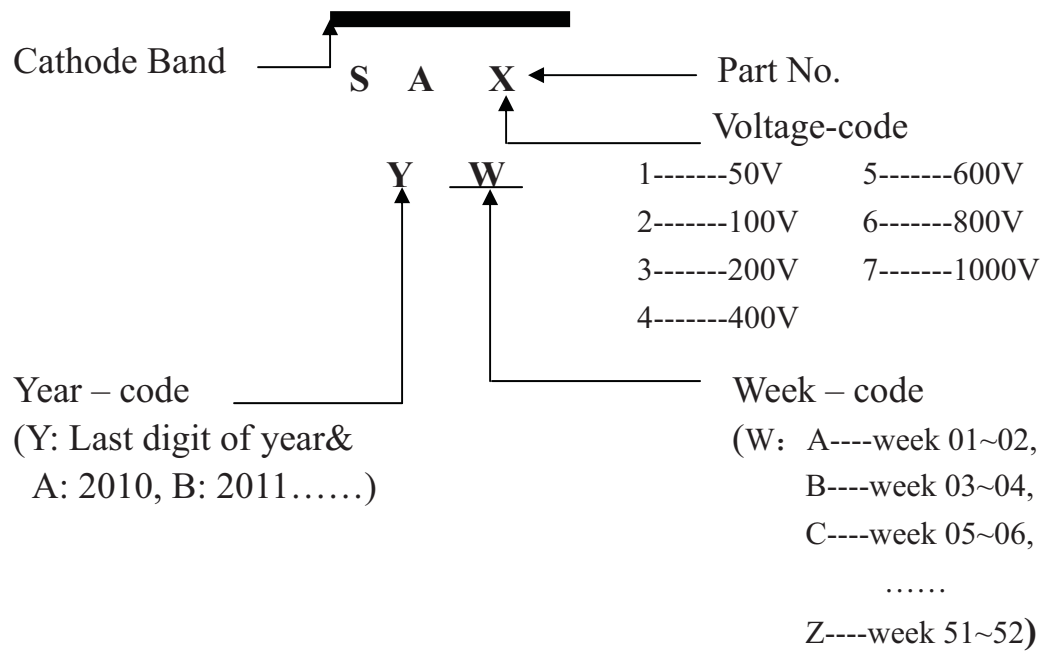 Cathode Band
S A X
Part No.
Voltage-code
Y W
1-------50V 5-------600V
2-------100V 6-------800V
3-------200V 7-------1000V
4-------400V
Year – code
(Y: Last digit of year&
A: 2010, B: 2011……)
Week – code
(W： A----week 01~02,
B----week 03~04,
C----week 05~06,
……
Z----week 51~52)